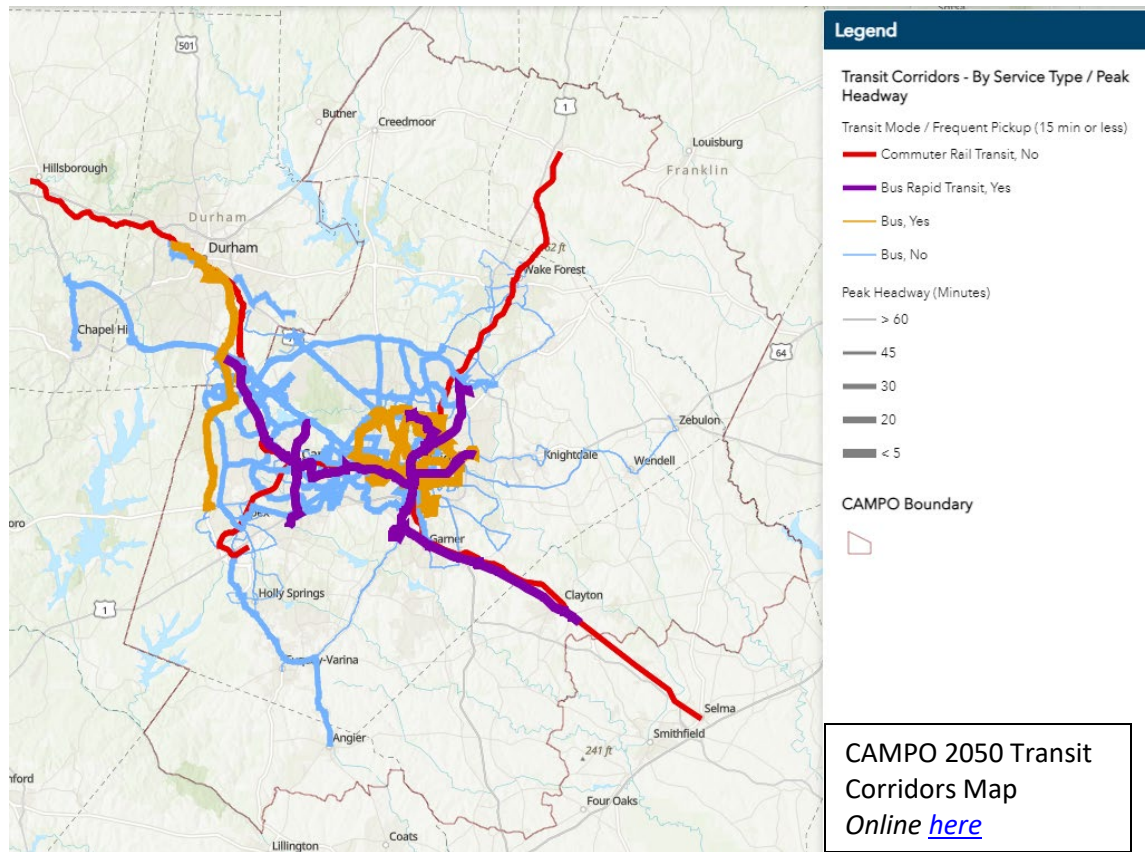 501
Butner
Creedmoor
1
Louisburg
Franklin
Hillsborough
Durham
Durham
Wake Forest
Chapel Hi
64
Zebulon
Knightdale
Wendell
Garner
Clayton
1
Holly Springs
Selma
Smithfield
Angier
241 ft
Four Oaks
Coats
Lillington
Legend
Transit Corridors - By Service Type / Peak
Headway
Transit Mode / Frequent Pickup (15 min or less)
Commuter Rail Transit, No
Bus Rapid Transit, Yes
Bus, Yes
Bus, No
Peak Headway (Minutes)
> 60
45
30
20
< 5
CAMPO Boundary
CAMPO 2050 Transit
Corridors Map
Online here